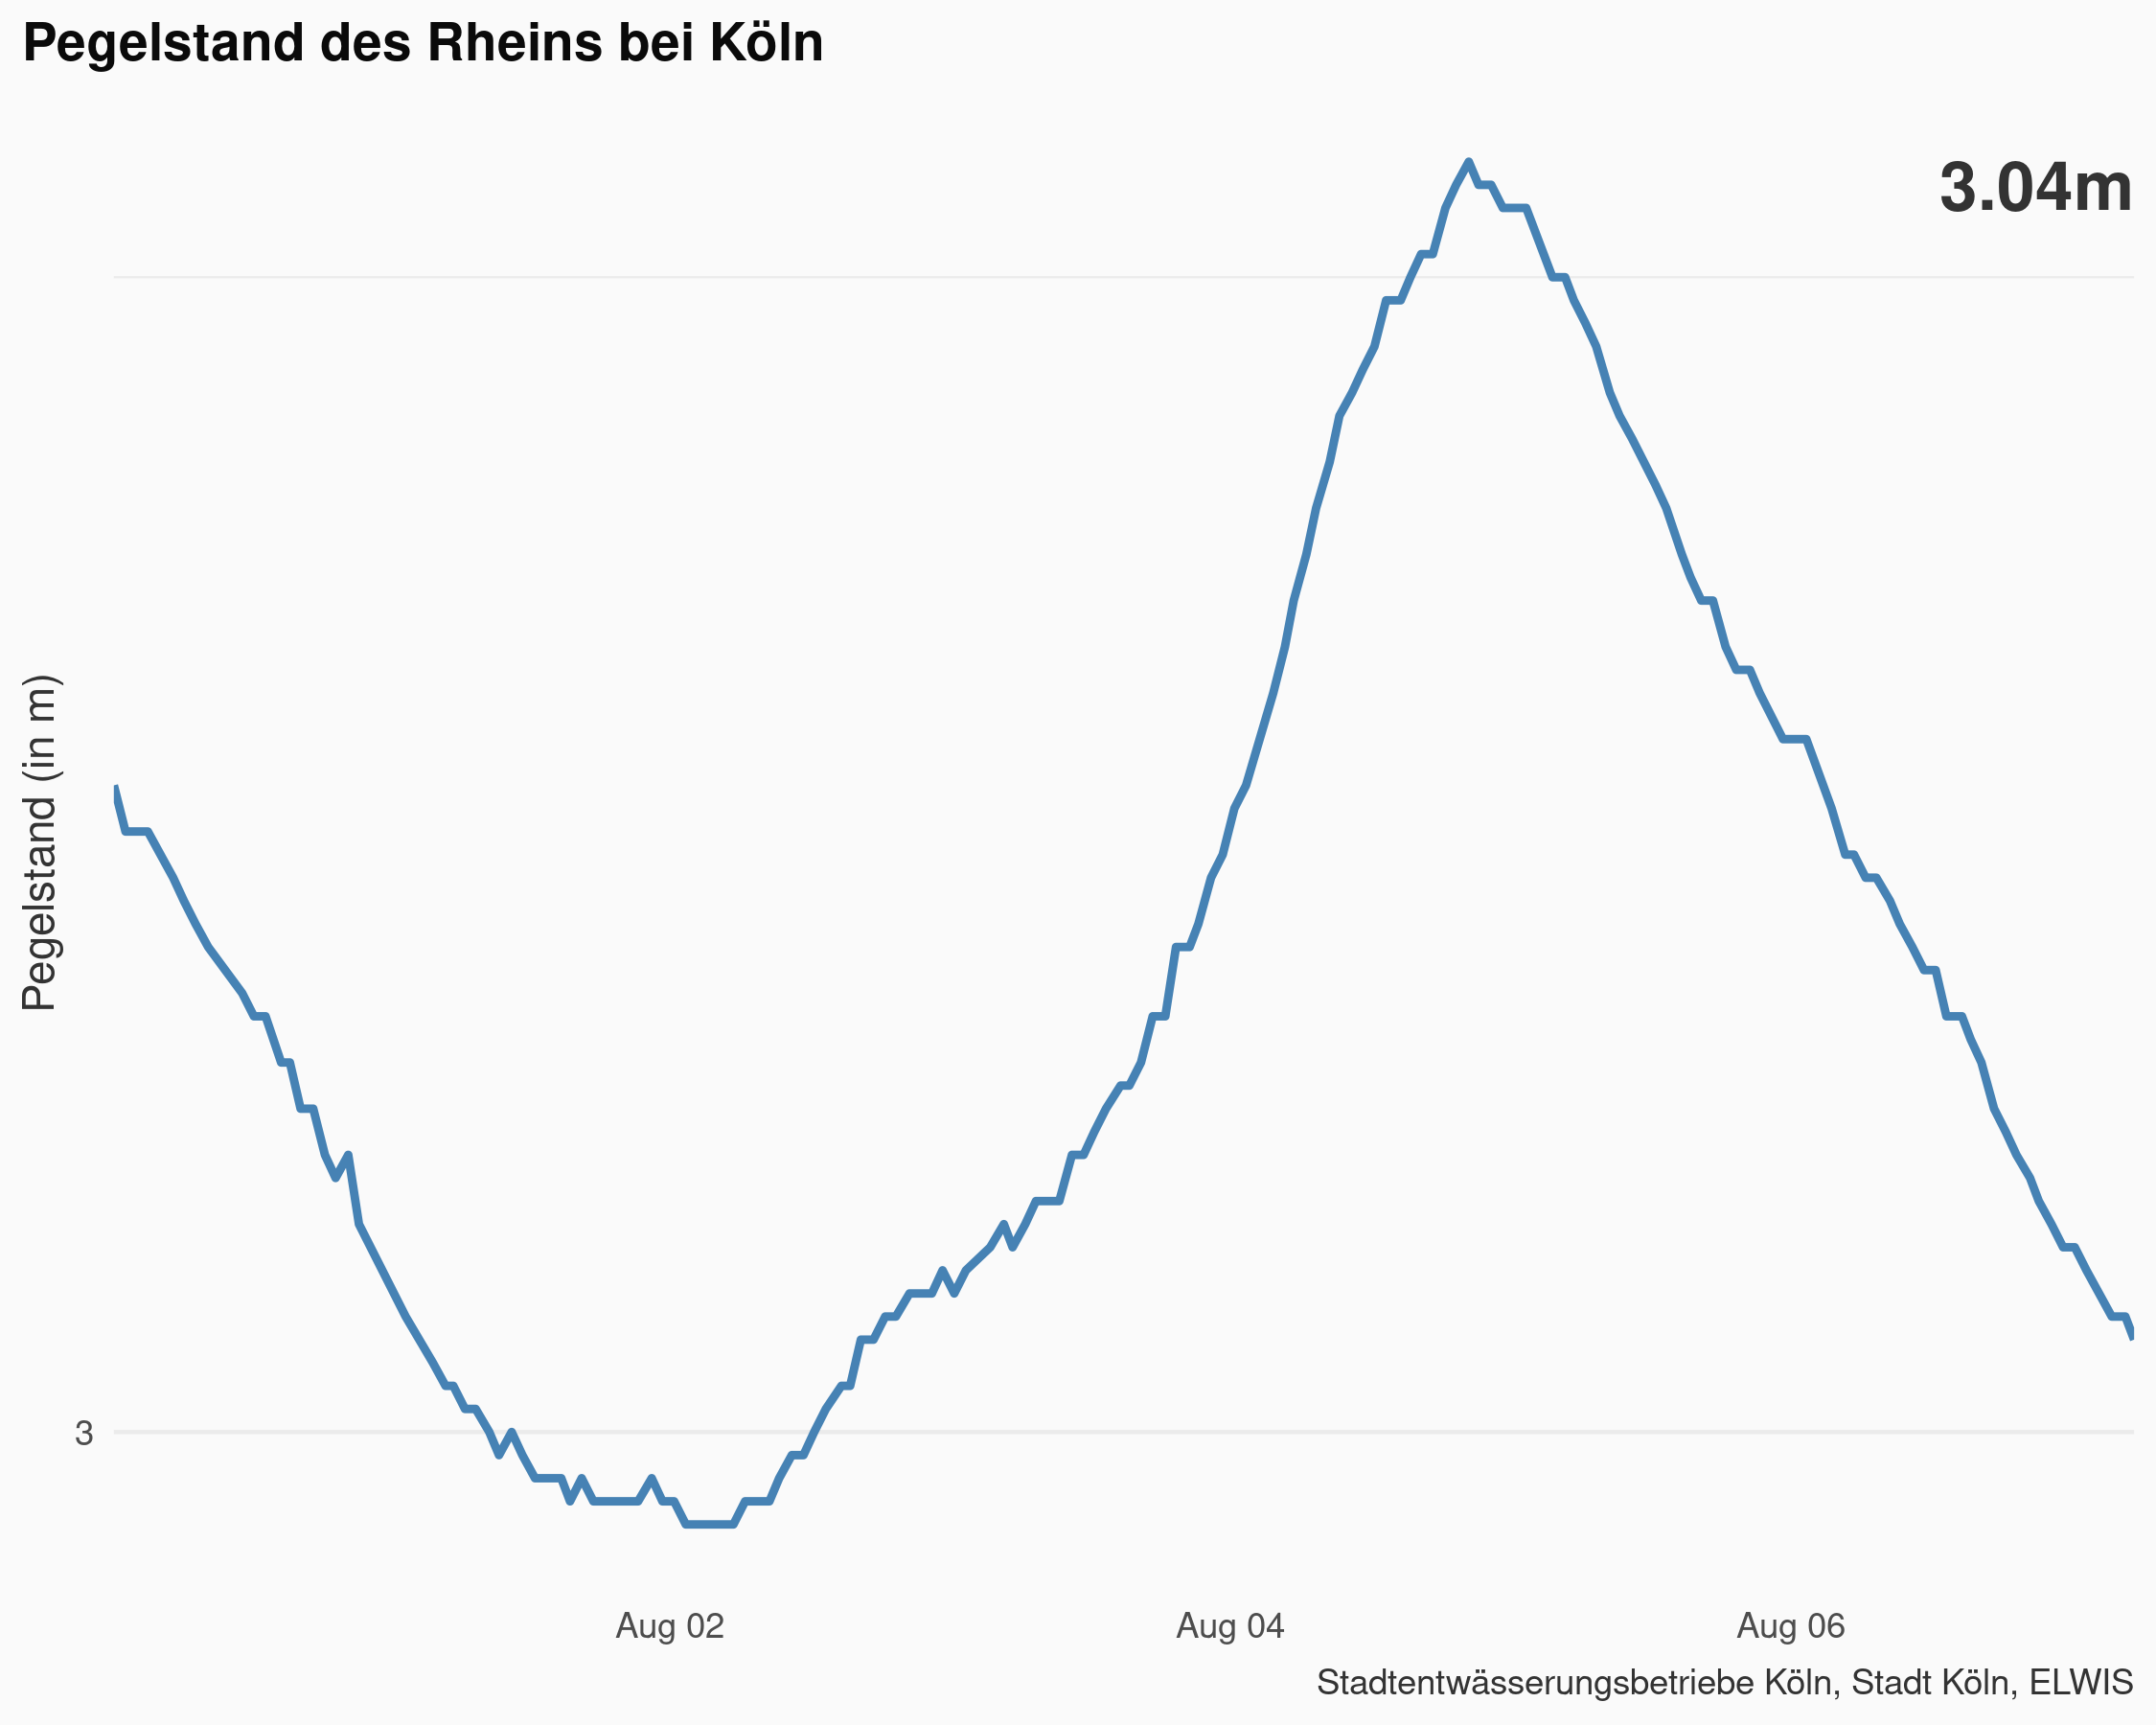 Pegelstand des Rheins bei Köln
3.04m
Pegelstand (in m)
3
Aug 02
Aug 04
Aug 06
Stadtentwässerungsbetriebe Köln, Stadt Köln, ELWIS